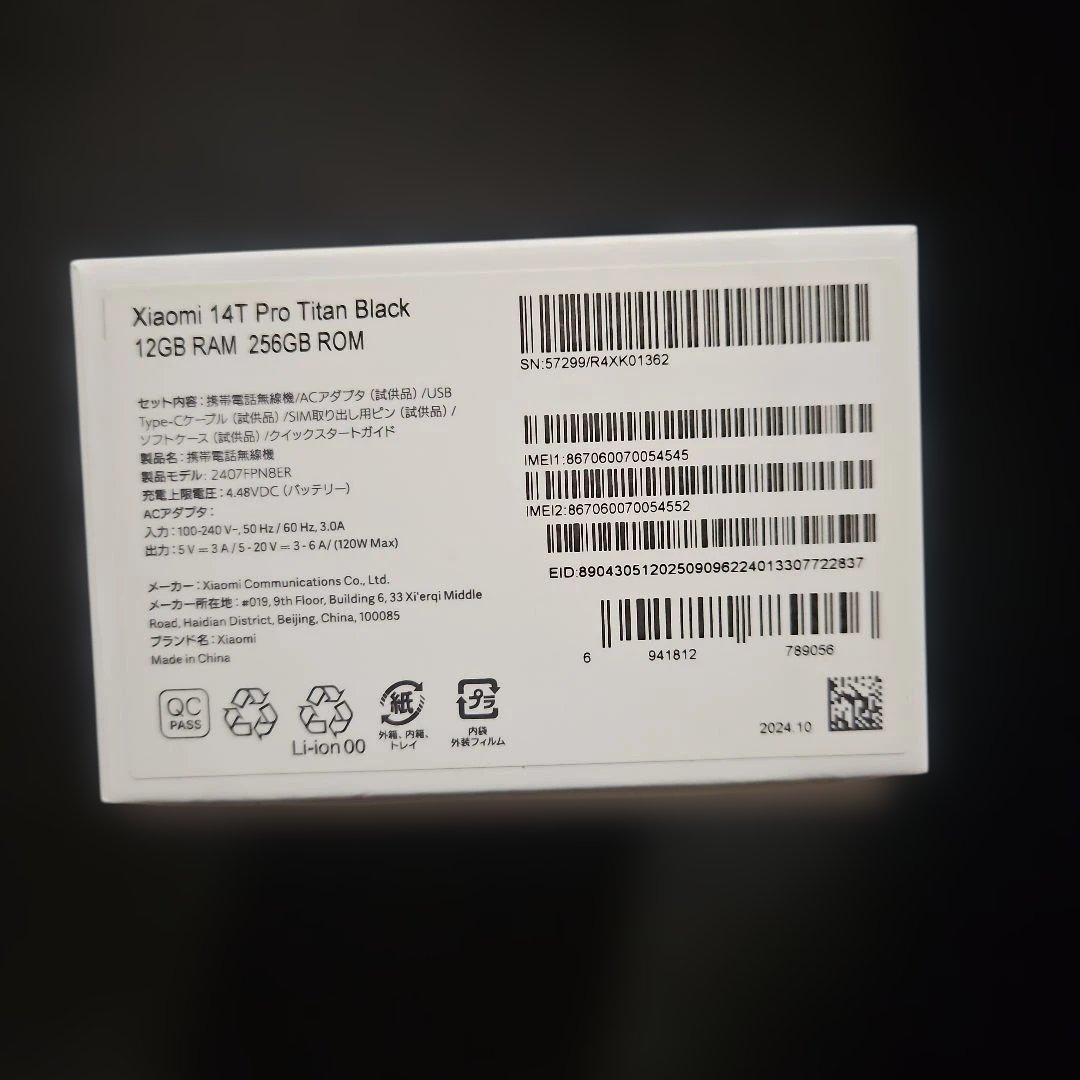 Xiaomi 14T Pro Titan Black
12GB RAM 256GB ROM
セット内容：携帯電話無線機/ACアダプタ（試供品）/USB
Type-Cケーブル（試供品）/SIM取り出し用ピン（試供品）/
ソフトケース（試供品）/クイックスタートガイド
製品名：携帯電話無線機
製品モデル：2407FPN8ER
充電上限電圧：4.48VDC（バッテリー）
ACアダプタ：
入力：100-240 V~, 50 Hz / 60 Hz, 3.0A
出力：5 V ⎓ 3 A / 5 - 20 V ⎓ 3 - 6 A/ (120W Max)
メーカー：Xiaomi Communications Co., Ltd.
メーカー所在地：#019, 9th Floor, Building 6, 33 Xi'erqi Middle
Road, Haidian District, Beijing, China, 100085
ブランド名：Xiaomi
Made in China
QC
PASS
Li-ion 00
紙
外箱、内箱、
トレイ
プラ
内袋
外装フィルム
SN:57299/R4XK01362
IMEI1:867060070054545
IMEI2:867060070054552
EID:89043051202509096224013307722837
6 941812 789056
2024.10